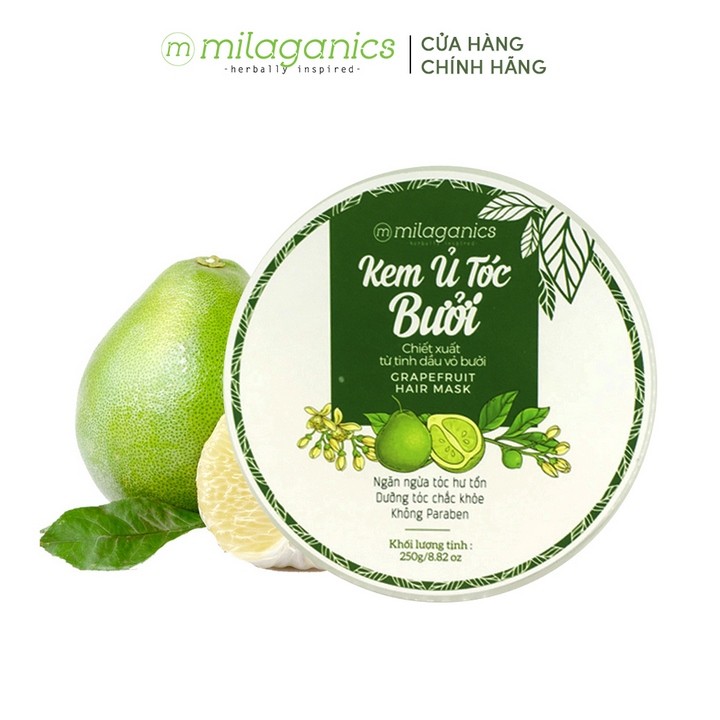 m milaganics
-herbally inspired-
CỬA HÀNG
CHÍNH HÃNG
m milaganics
herbally inspired
Kem Ủ Tóc
Bưởi
Chiết xuất
từ tinh dầu vỏ bưởi
GRAPEFRUIT
HAIR MASK
Ngăn ngừa tóc hư tổn
Dưỡng tóc chắc khỏe
Không Paraben
Khối lượng tịnh :
250g/8.82 oz